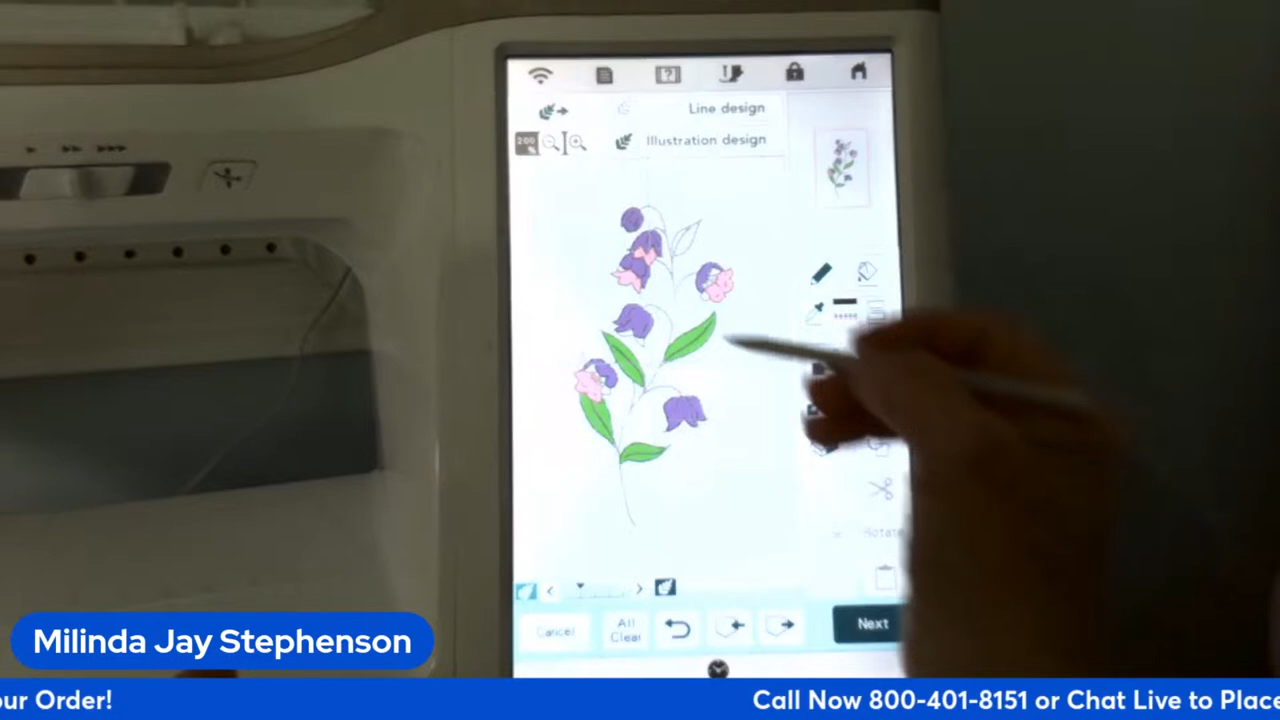 Line design
200 %
Illustration design
Rotate
Cancel
All Clear
Next
Milinda Jay Stephenson
our Order!
Call Now 800-401-8151 or Chat Live to Place